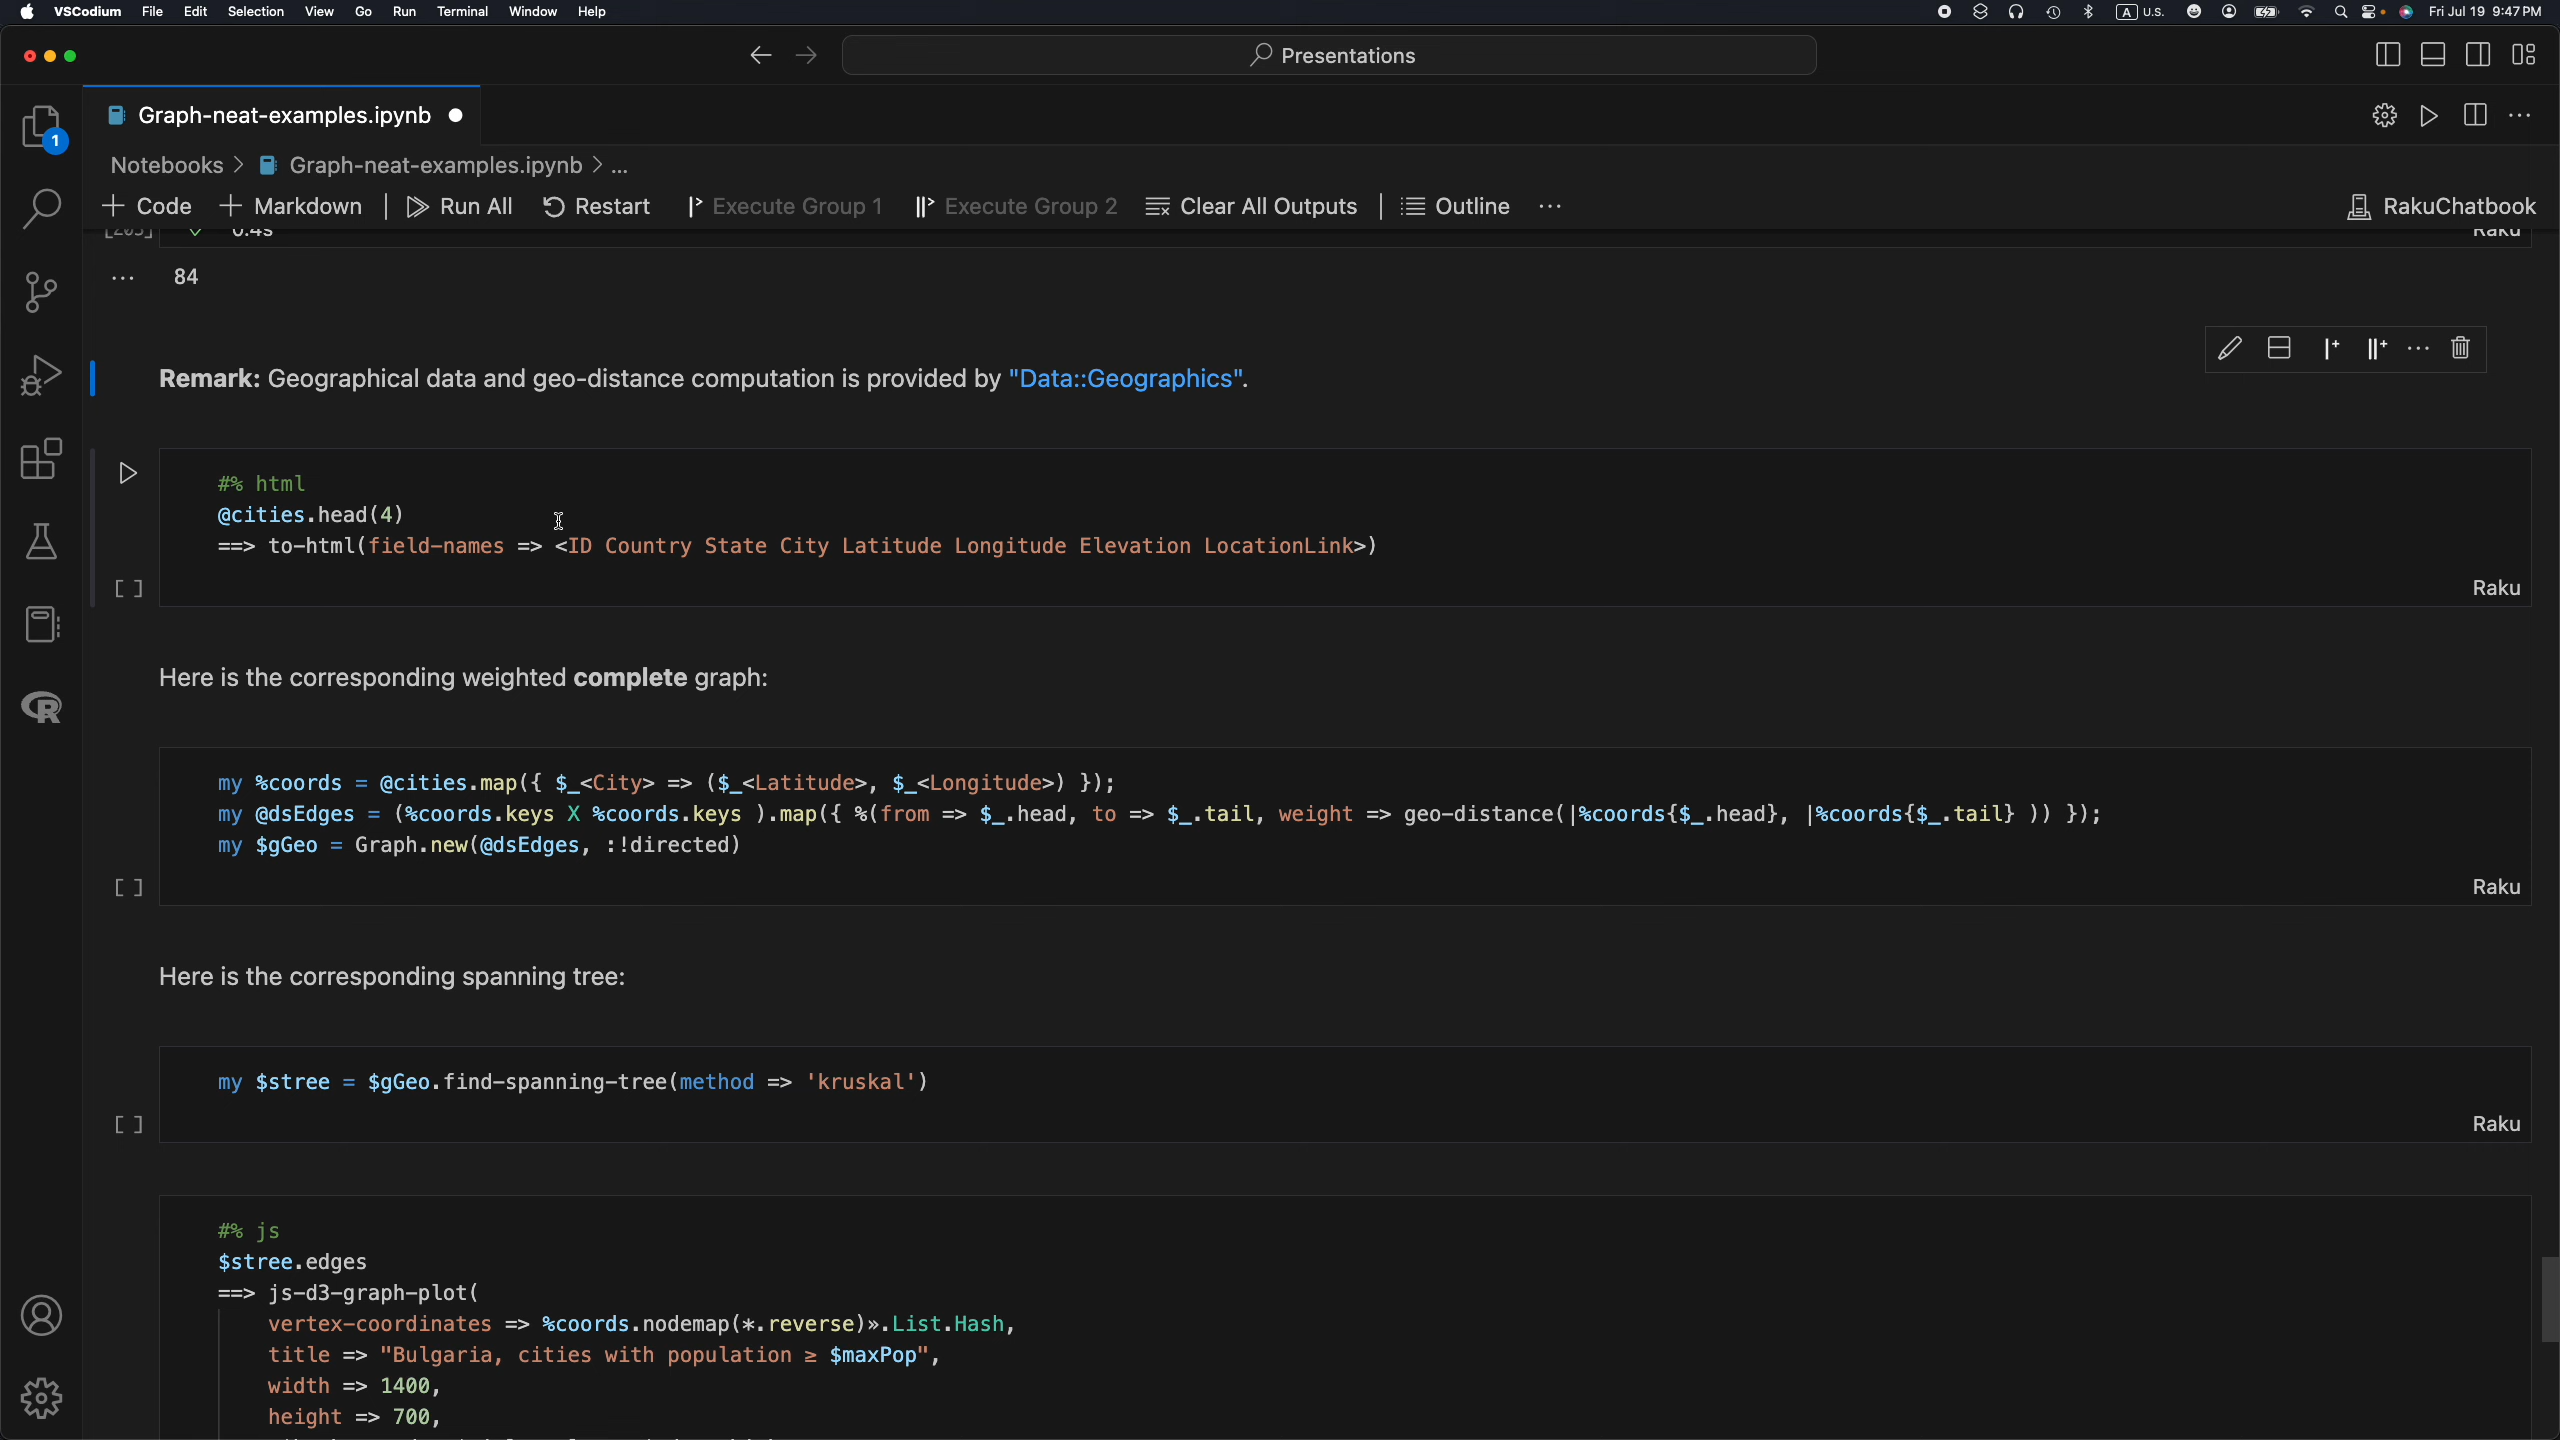 VSCodium File Edit Selection View Go Run Terminal Window Help A U.S. Fri Jul 19 9:47 PM
Presentations
Graph-neat-examples.ipynb
1
Notebooks > Graph-neat-examples.ipynb > ...
Code Markdown Run All Restart Execute Group 1 Execute Group 2 Clear All Outputs Outline ... RakuChatbook
[203] 0.4s Raku
... 84
Remark: Geographical data and geo-distance computation is provided by "Data::Geographics".
#% html
@cities.head(4)
==> to-html(field-names => <ID Country State City Latitude Longitude Elevation LocationLink>)
[ ] Raku
Here is the corresponding weighted complete graph:
my %coords = @cities.map({ $_<City> => ($_<Latitude>, $_<Longitude>) });
my @dsEdges = (%coords.keys X %coords.keys ).map({ %(from => $_.head, to => $_.tail, weight => geo-distance(|%coords{$_.head}, |%coords{$_.tail} )) });
my $gGeo = Graph.new(@dsEdges, :!directed)
[ ] Raku
Here is the corresponding spanning tree:
my $stree = $gGeo.find-spanning-tree(method => 'kruskal')
[ ] Raku
#% js
$stree.edges
==> js-d3-graph-plot(
vertex-coordinates => %coords.nodemap(*.reverse)».List.Hash,
title => "Bulgaria, cities with population ≥ $maxPop",
width => 1400,
height => 700,